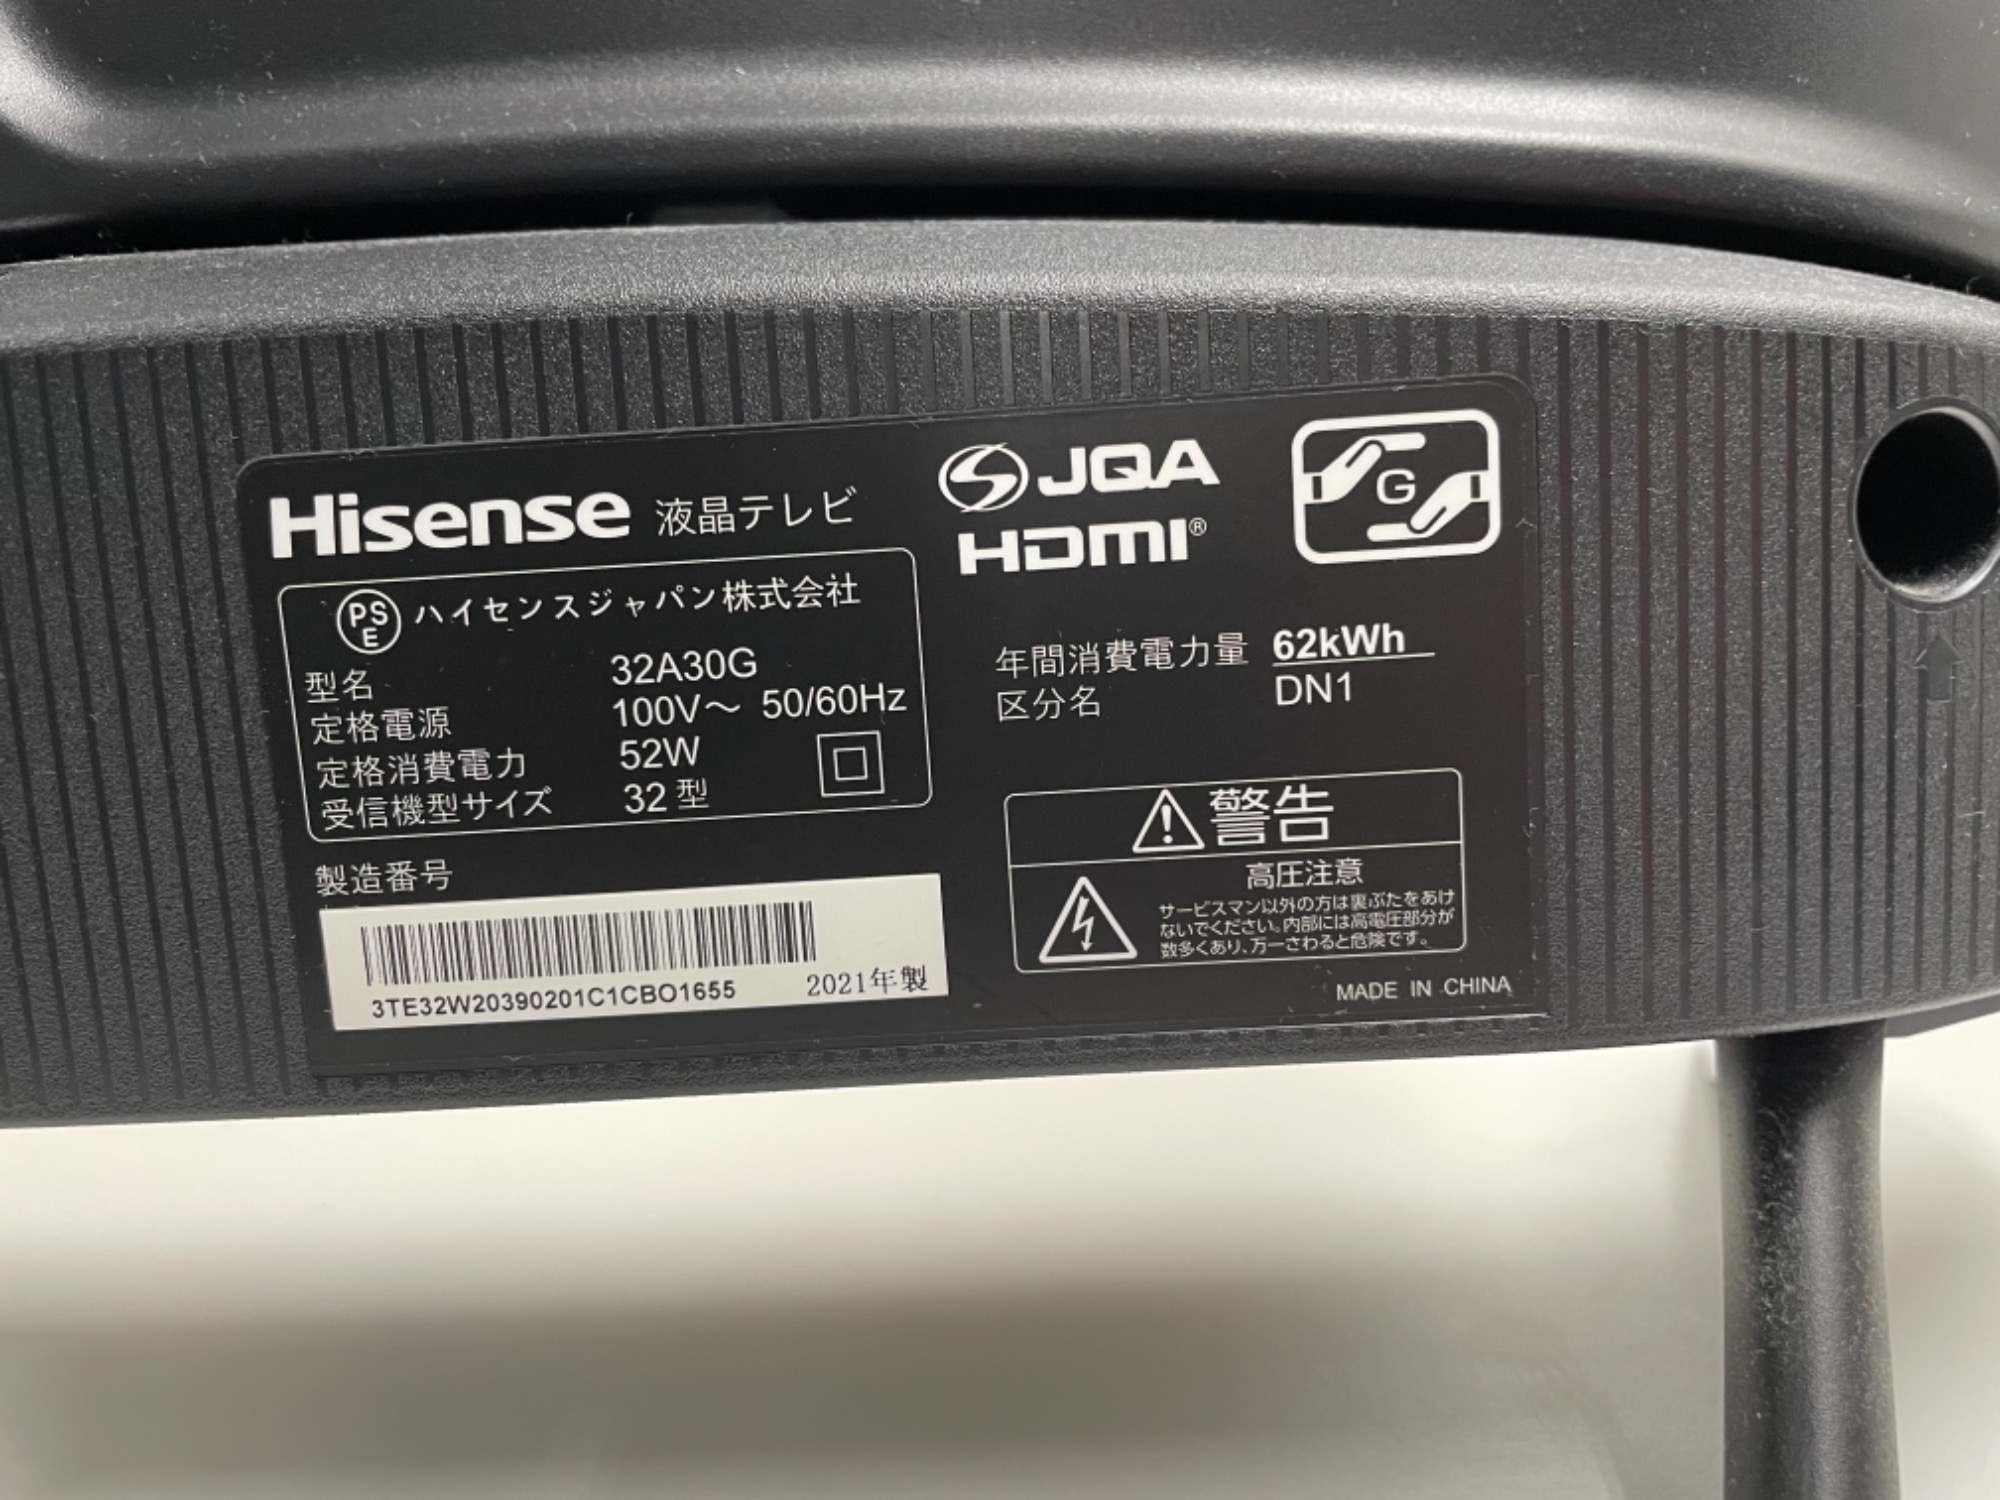 Hisense 液晶テレビ
PSE ハイセンスジャパン株式会社
型名 32A30G
定格電源 100V～ 50/60Hz
定格消費電力 52W
受信機型サイズ 32型
製造番号
3TE32W20390201C1CBO1655 2021年製
JQA
HDMI®
G
年間消費電力量 62kWh
区分名 DN1
警告
高圧注意
サービスマン以外の方は裏ぶたをあけ
ないでください。内部には高電圧部分が
数多くあり、万一さわると危険です。
MADE IN CHINA